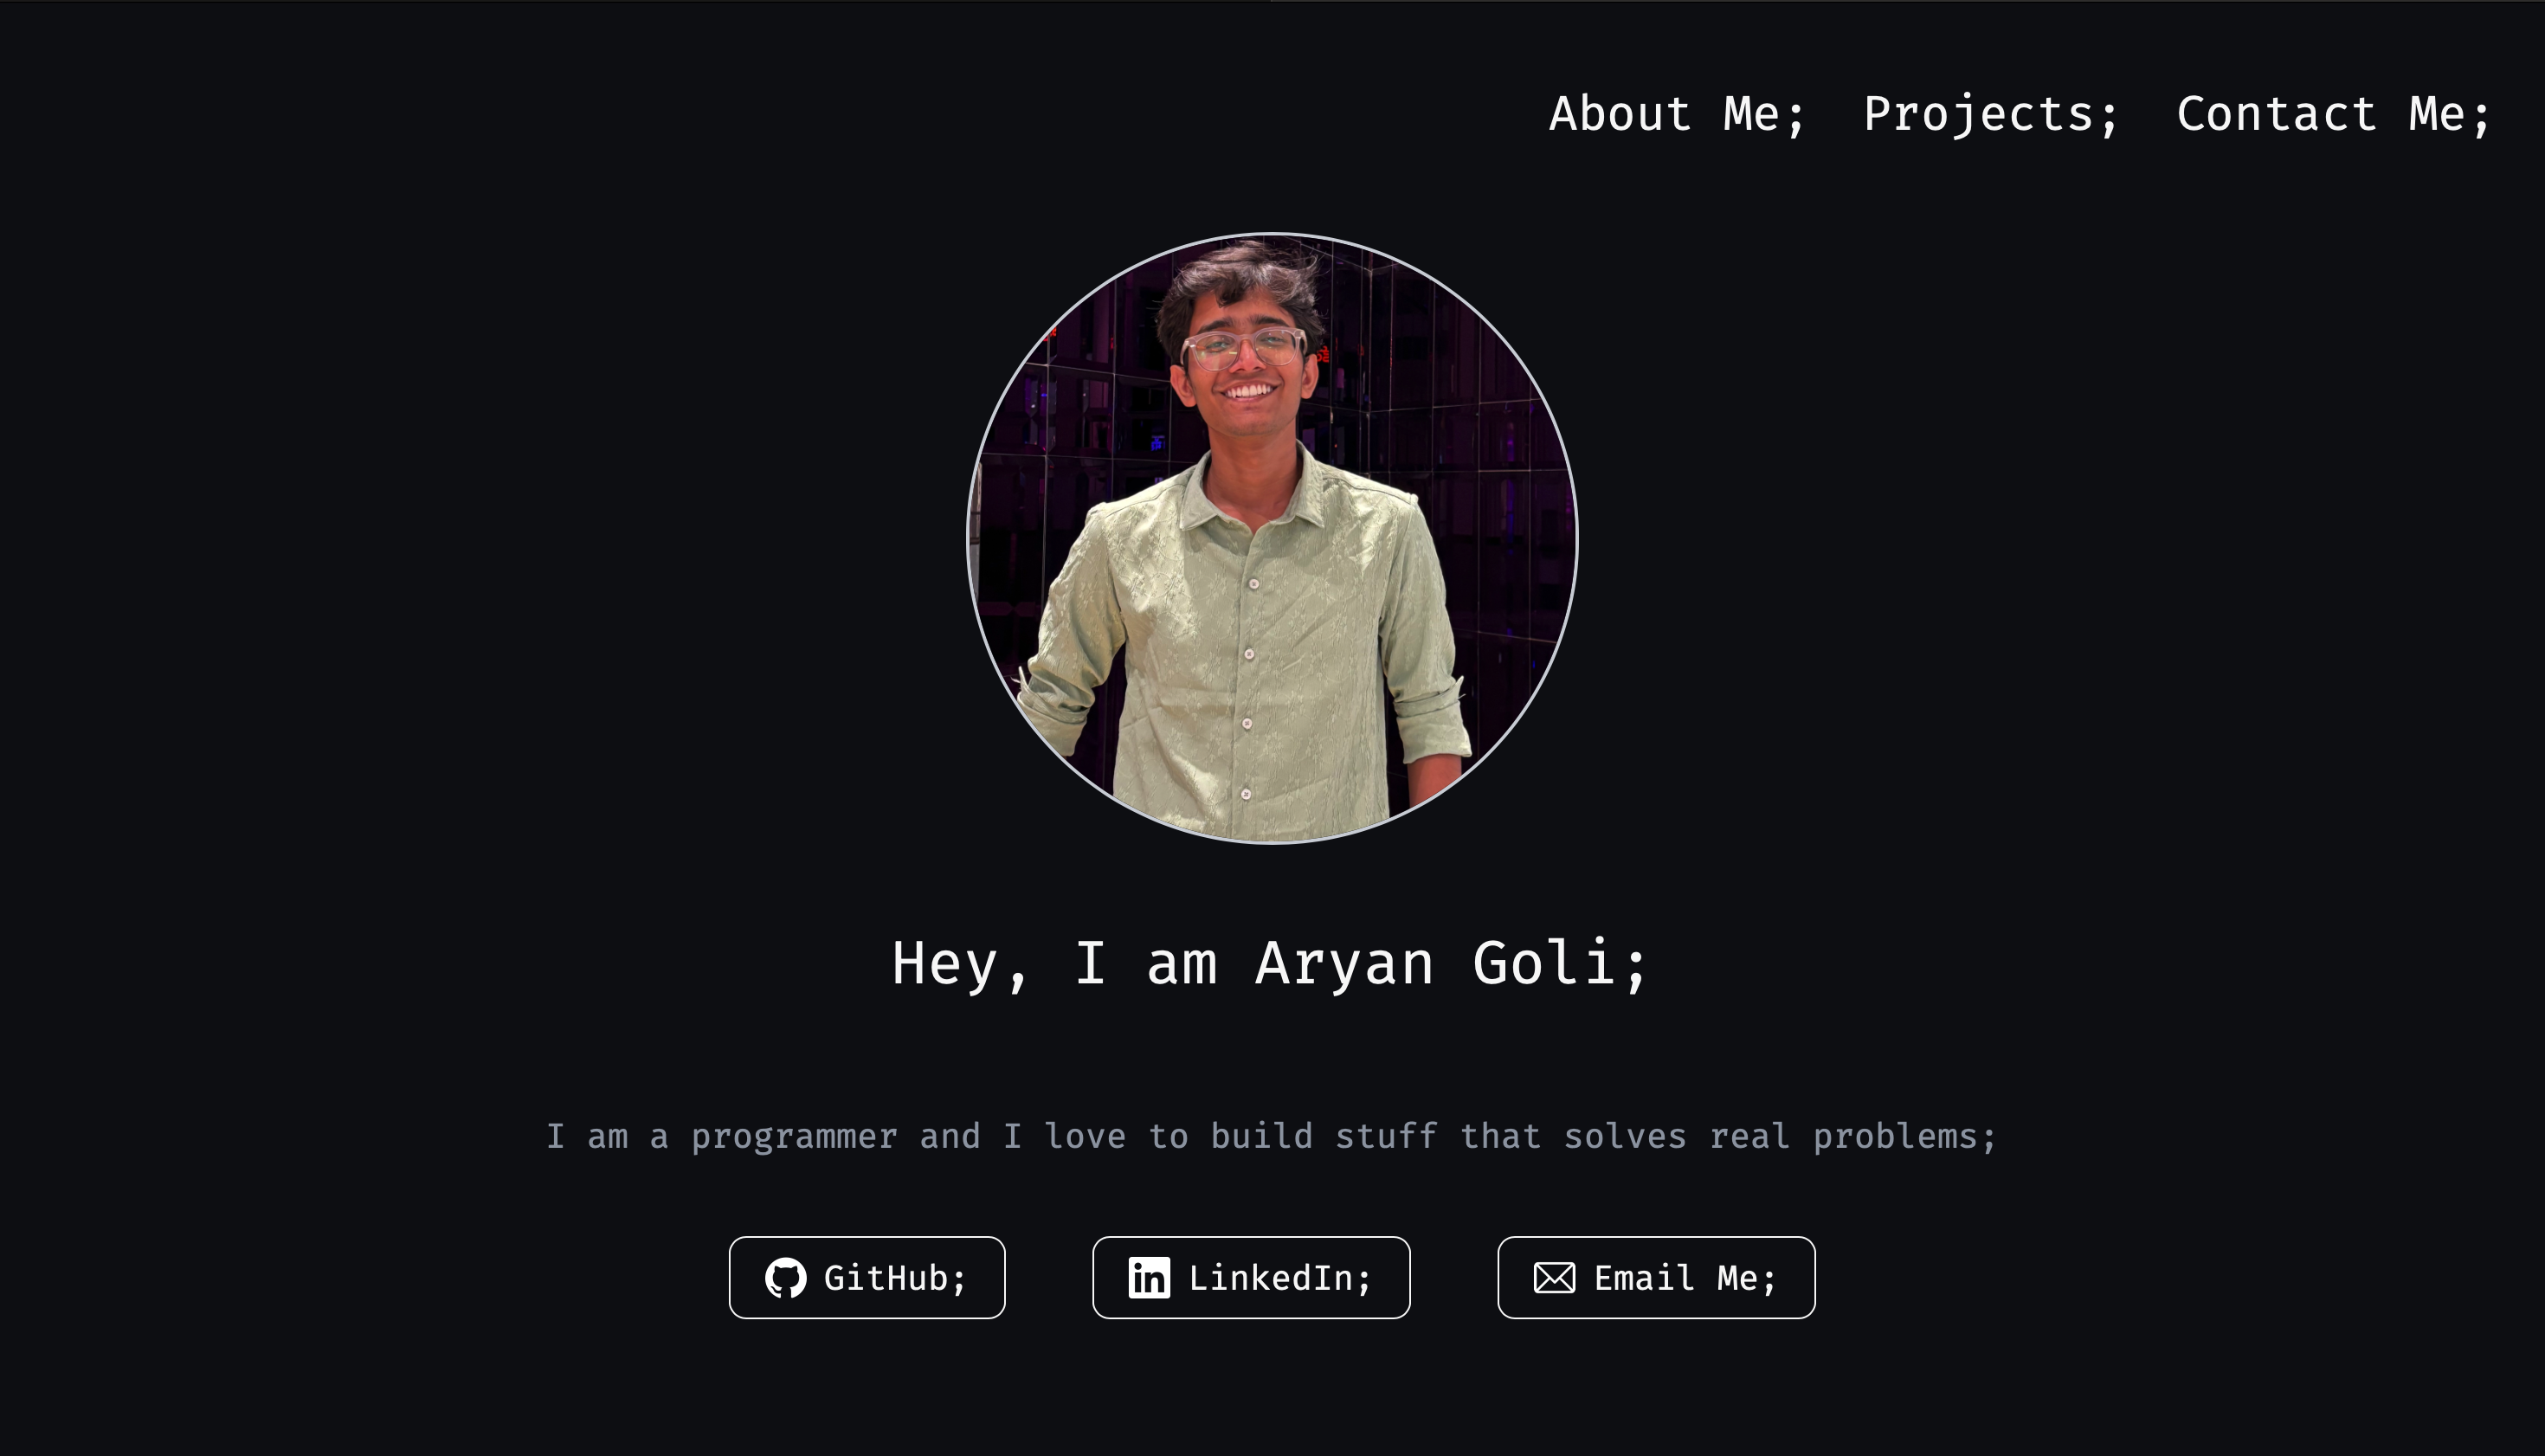 About Me; Projects; Contact Me;
Hey, I am Aryan Goli;
I am a programmer and I love to build stuff that solves real problems;
GitHub; LinkedIn; Email Me;